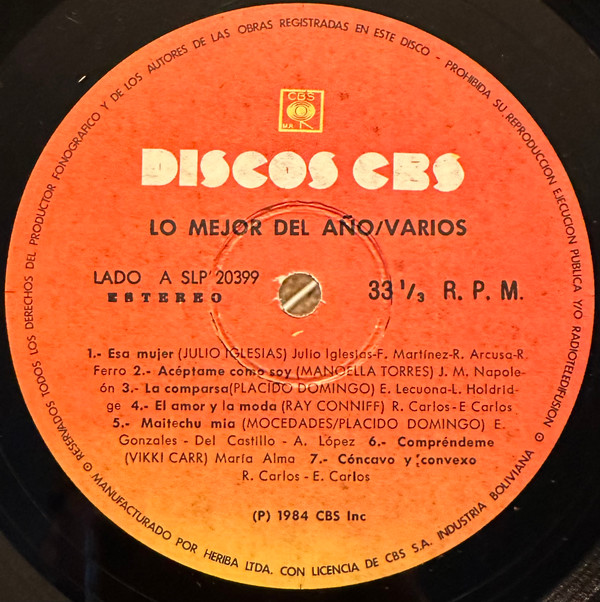 RESERVADOS TODOS LOS DERECHOS DEL PRODUCTOR FONOGRAFICO Y DE LOS AUTORES DE LAS OBRAS REGISTRADAS EN ESTE DISCO - PROHIBIDA SU REPRODUCCION EJECUCION PUBLICA Y/O RADIOTELEDIFUSION
CBS
M.R.
DISCOS CBS
LO MEJOR DEL AÑO/VARIOS
LADO A SLP 20399
ESTEREO
33 1/3 R. P. M.
1.- Esa mujer (JULIO IGLESIAS) Julio Iglesias-F. Martínez-R. Arcusa-R.
Ferro 2.- Acéptame como soy (MANOELLA TORRES) J. M. Napole-
ón 3.- La comparsa(PLACIDO DOMINGO) E. Lecuona-L. Holdrid-
ge 4.- El amor y la moda (RAY CONNIFF) R. Carlos-E Carlos
5.- Maitechu mia (MOCEDADES/PLACIDO DOMINGO) E.
Gonzales - Del Castillo - A. López 6.- Compréndeme
(VIKKI CARR) María Alma 7.- Cóncavo y convexo
R. Carlos - E. Carlos
(P) 1984 CBS Inc
MANUFACTURADO POR HERIBA LTDA. CON LICENCIA DE CBS S.A. INDUSTRIA BOLIVIANA